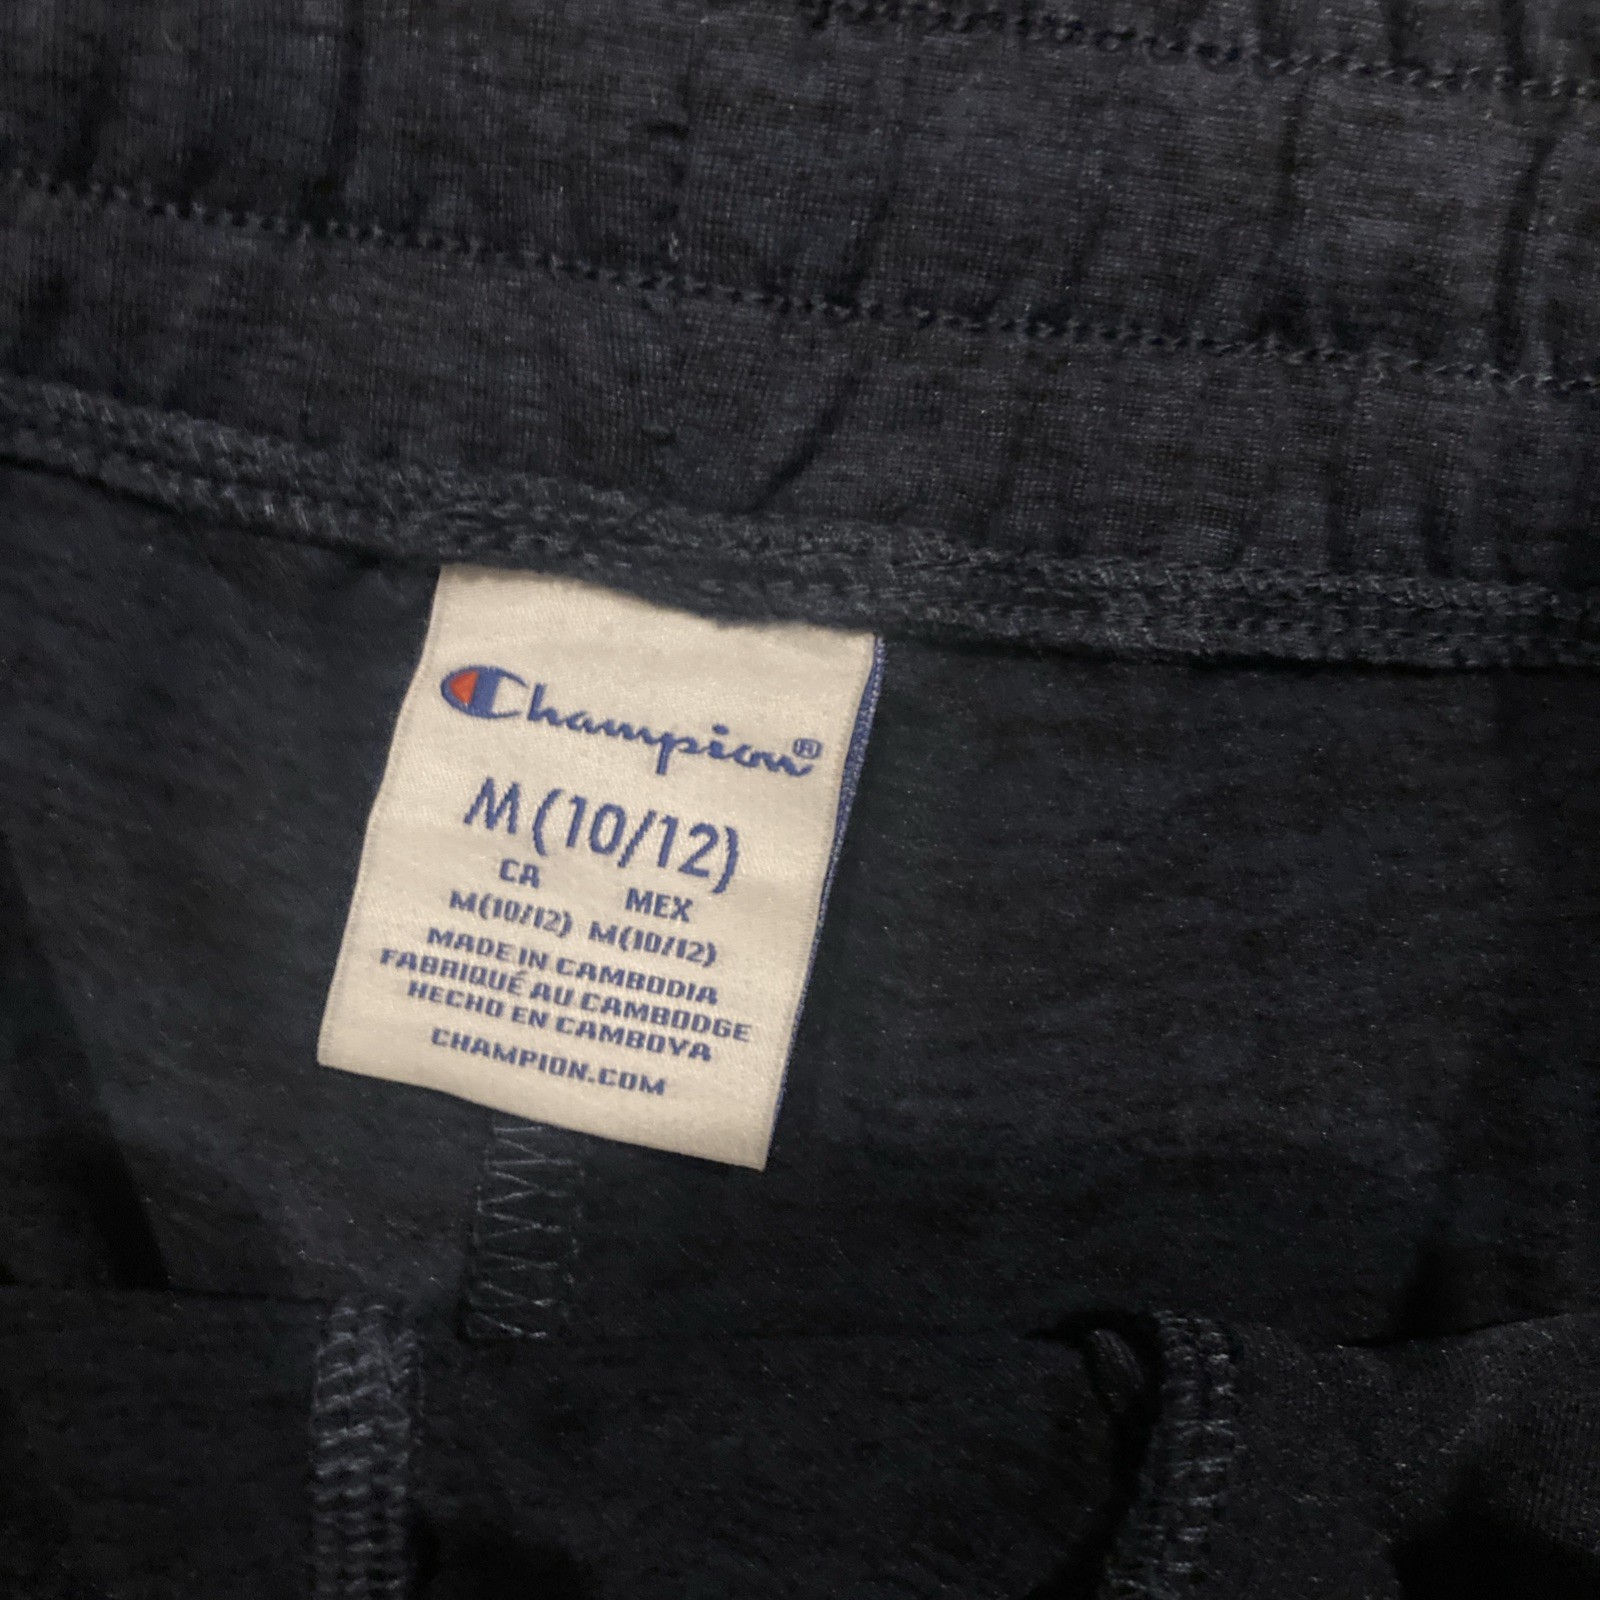 Champion®
M (10/12)
CA MEX
M(10/12) M(10/12)
MADE IN CAMBODIA
FABRIQUÉ AU CAMBODGE
HECHO EN CAMBOYA
CHAMPION.COM